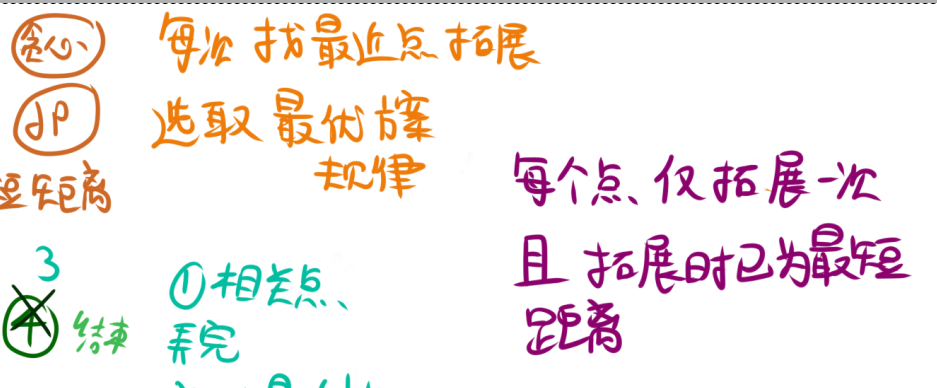 贪心 每次找最近点拓展
dp 选取最优方案
规律
短距离
每个点、仅拓展一次
且拓展时已为最短
距离
3
4 结束
①相关点、
弄完